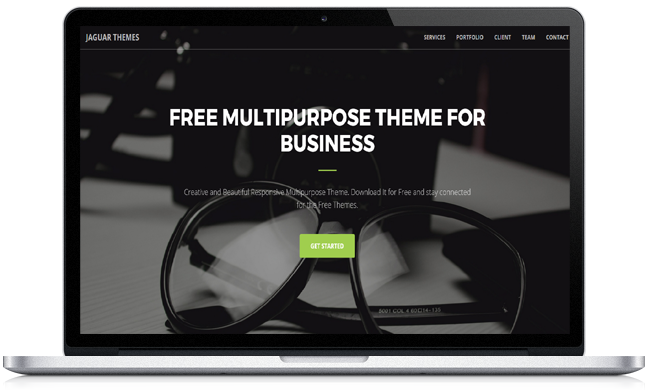 JAGUAR THEMES
SERVICES PORTFOLIO CLIENT TEAM CONTACT
FREE MULTIPURPOSE THEME FOR
BUSINESS
Creative and Beautiful Responsive Multipurpose Theme. Download It for Free and stay connected
for the Free Themes.
GET STARTED